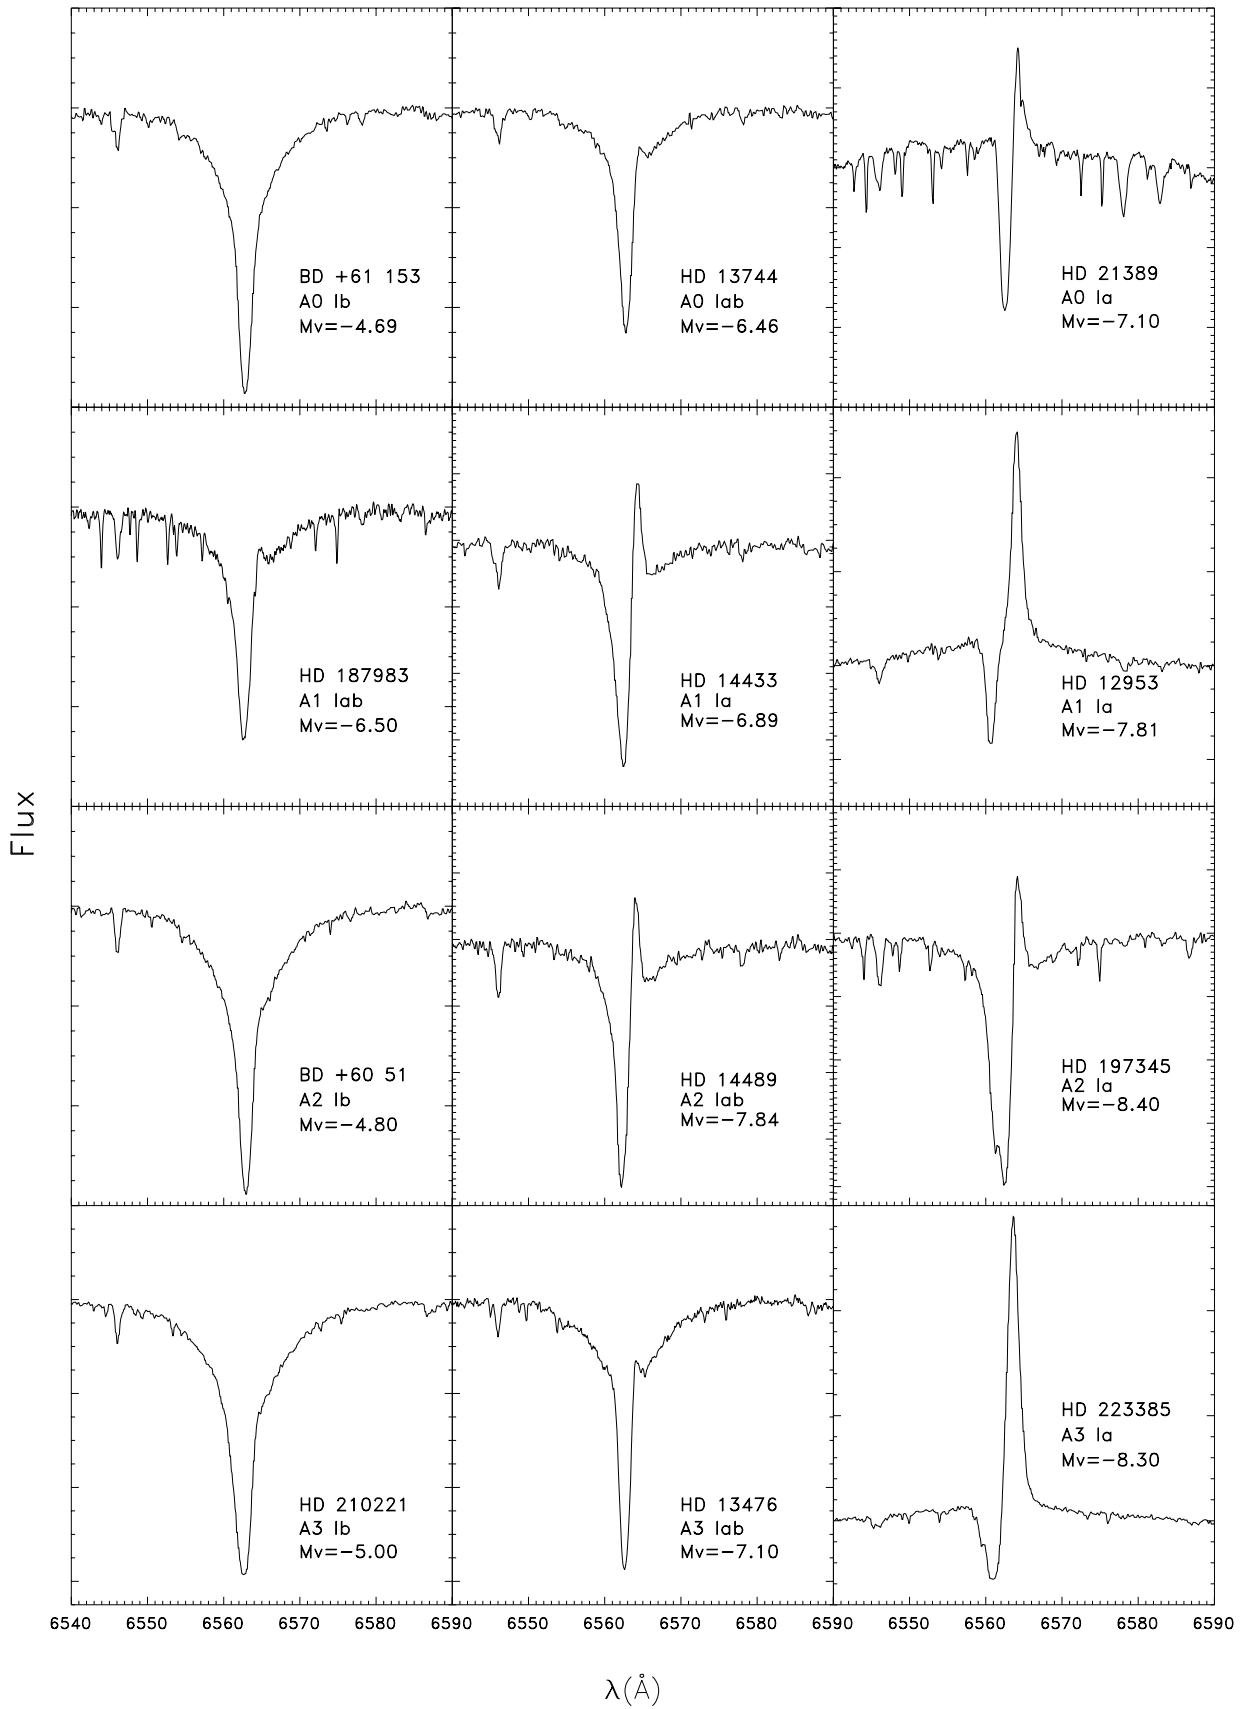 BD +61 153
A0 Ib
Mv=−4.69
HD 13744
A0 Iab
Mv=−6.46
HD 21389
A0 Ia
Mv=−7.10
HD 187983
A1 Iab
Mv=−6.50
HD 14433
A1 Ia
Mv=−6.89
HD 12953
A1 Ia
Mv=−7.81
Flux
BD +60 51
A2 Ib
Mv=−4.80
HD 14489
A2 Iab
Mv=−7.84
HD 197345
A2 Ia
Mv=−8.40
HD 210221
A3 Ib
Mv=−5.00
HD 13476
A3 Iab
Mv=−7.10
HD 223385
A3 Ia
Mv=−8.30
6540 6550 6560 6570 6580 6590 6550 6560 6570 6580 6590 6550 6560 6570 6580 6590
λ(Å)